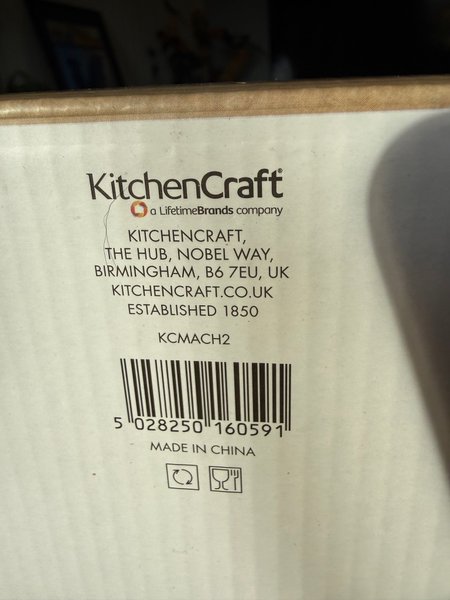 KitchenCraft®
a LifetimeBrands company
KITCHENCRAFT,
THE HUB, NOBEL WAY,
BIRMINGHAM, B6 7EU, UK
KITCHENCRAFT.CO.UK
ESTABLISHED 1850
KCMACH2
5 028250 160591
MADE IN CHINA